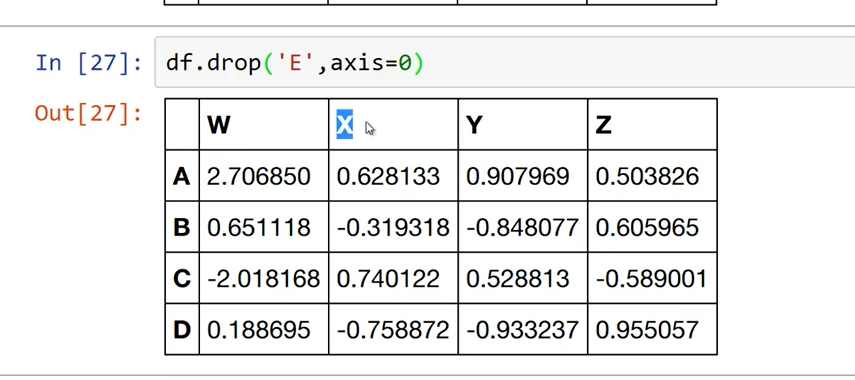 In [27]: df.drop('E',axis=0)
Out[27]:
W X Y Z
A 2.706850 0.628133 0.907969 0.503826
B 0.651118 -0.319318 -0.848077 0.605965
C -2.018168 0.740122 0.528813 -0.589001
D 0.188695 -0.758872 -0.933237 0.955057